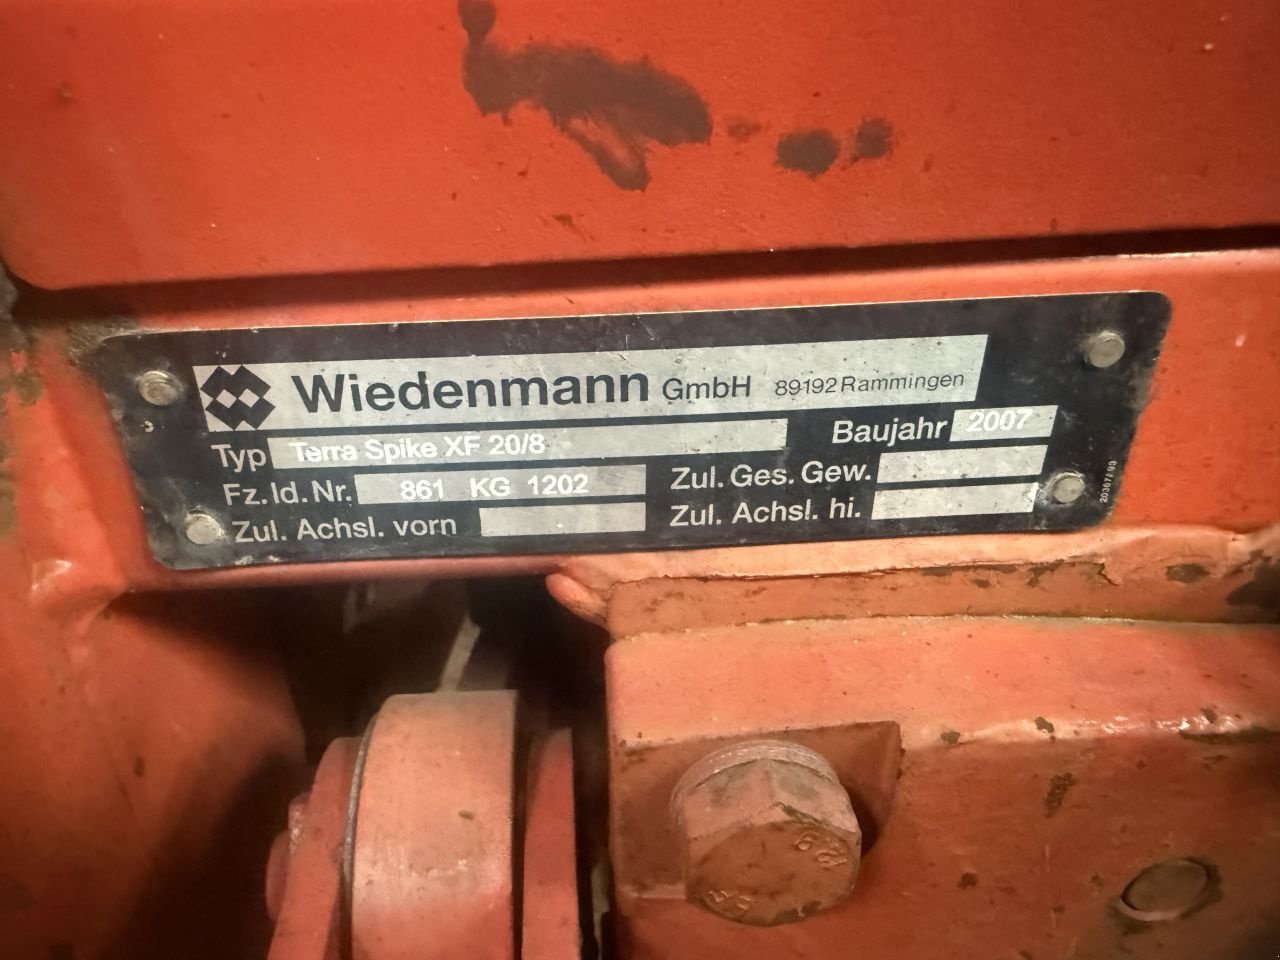 Wiedenmann GmbH 89192 Rammingen
Typ Terra Spike XF 20/8 Baujahr 2007
Fz.Id.Nr. 861 KG 1202 Zul. Ges. Gew.
Zul. Achsl. vorn Zul. Achsl. hi.